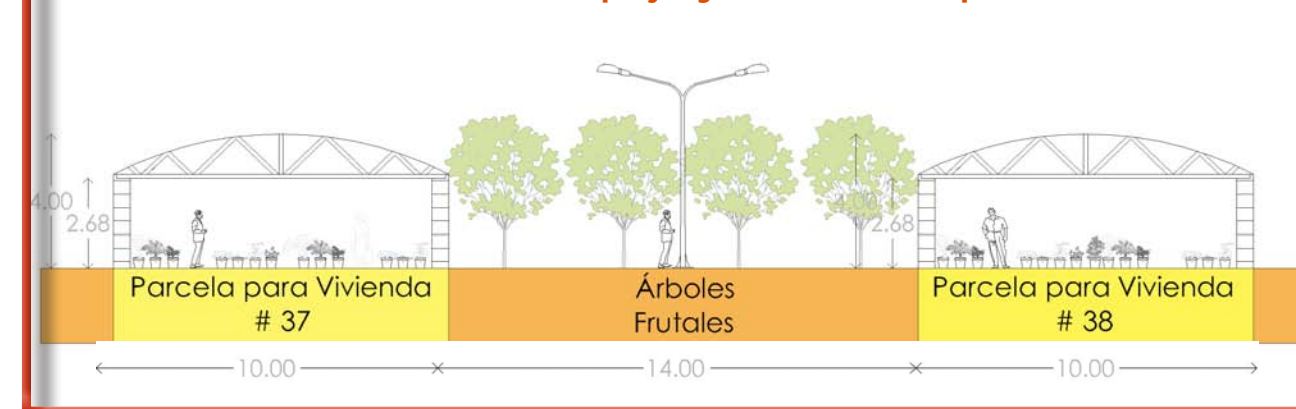 4.00
2.68
4.00
2.68
Parcela para Vivienda
# 37
Árboles
Frutales
Parcela para Vivienda
# 38
10.00
14.00
10.00